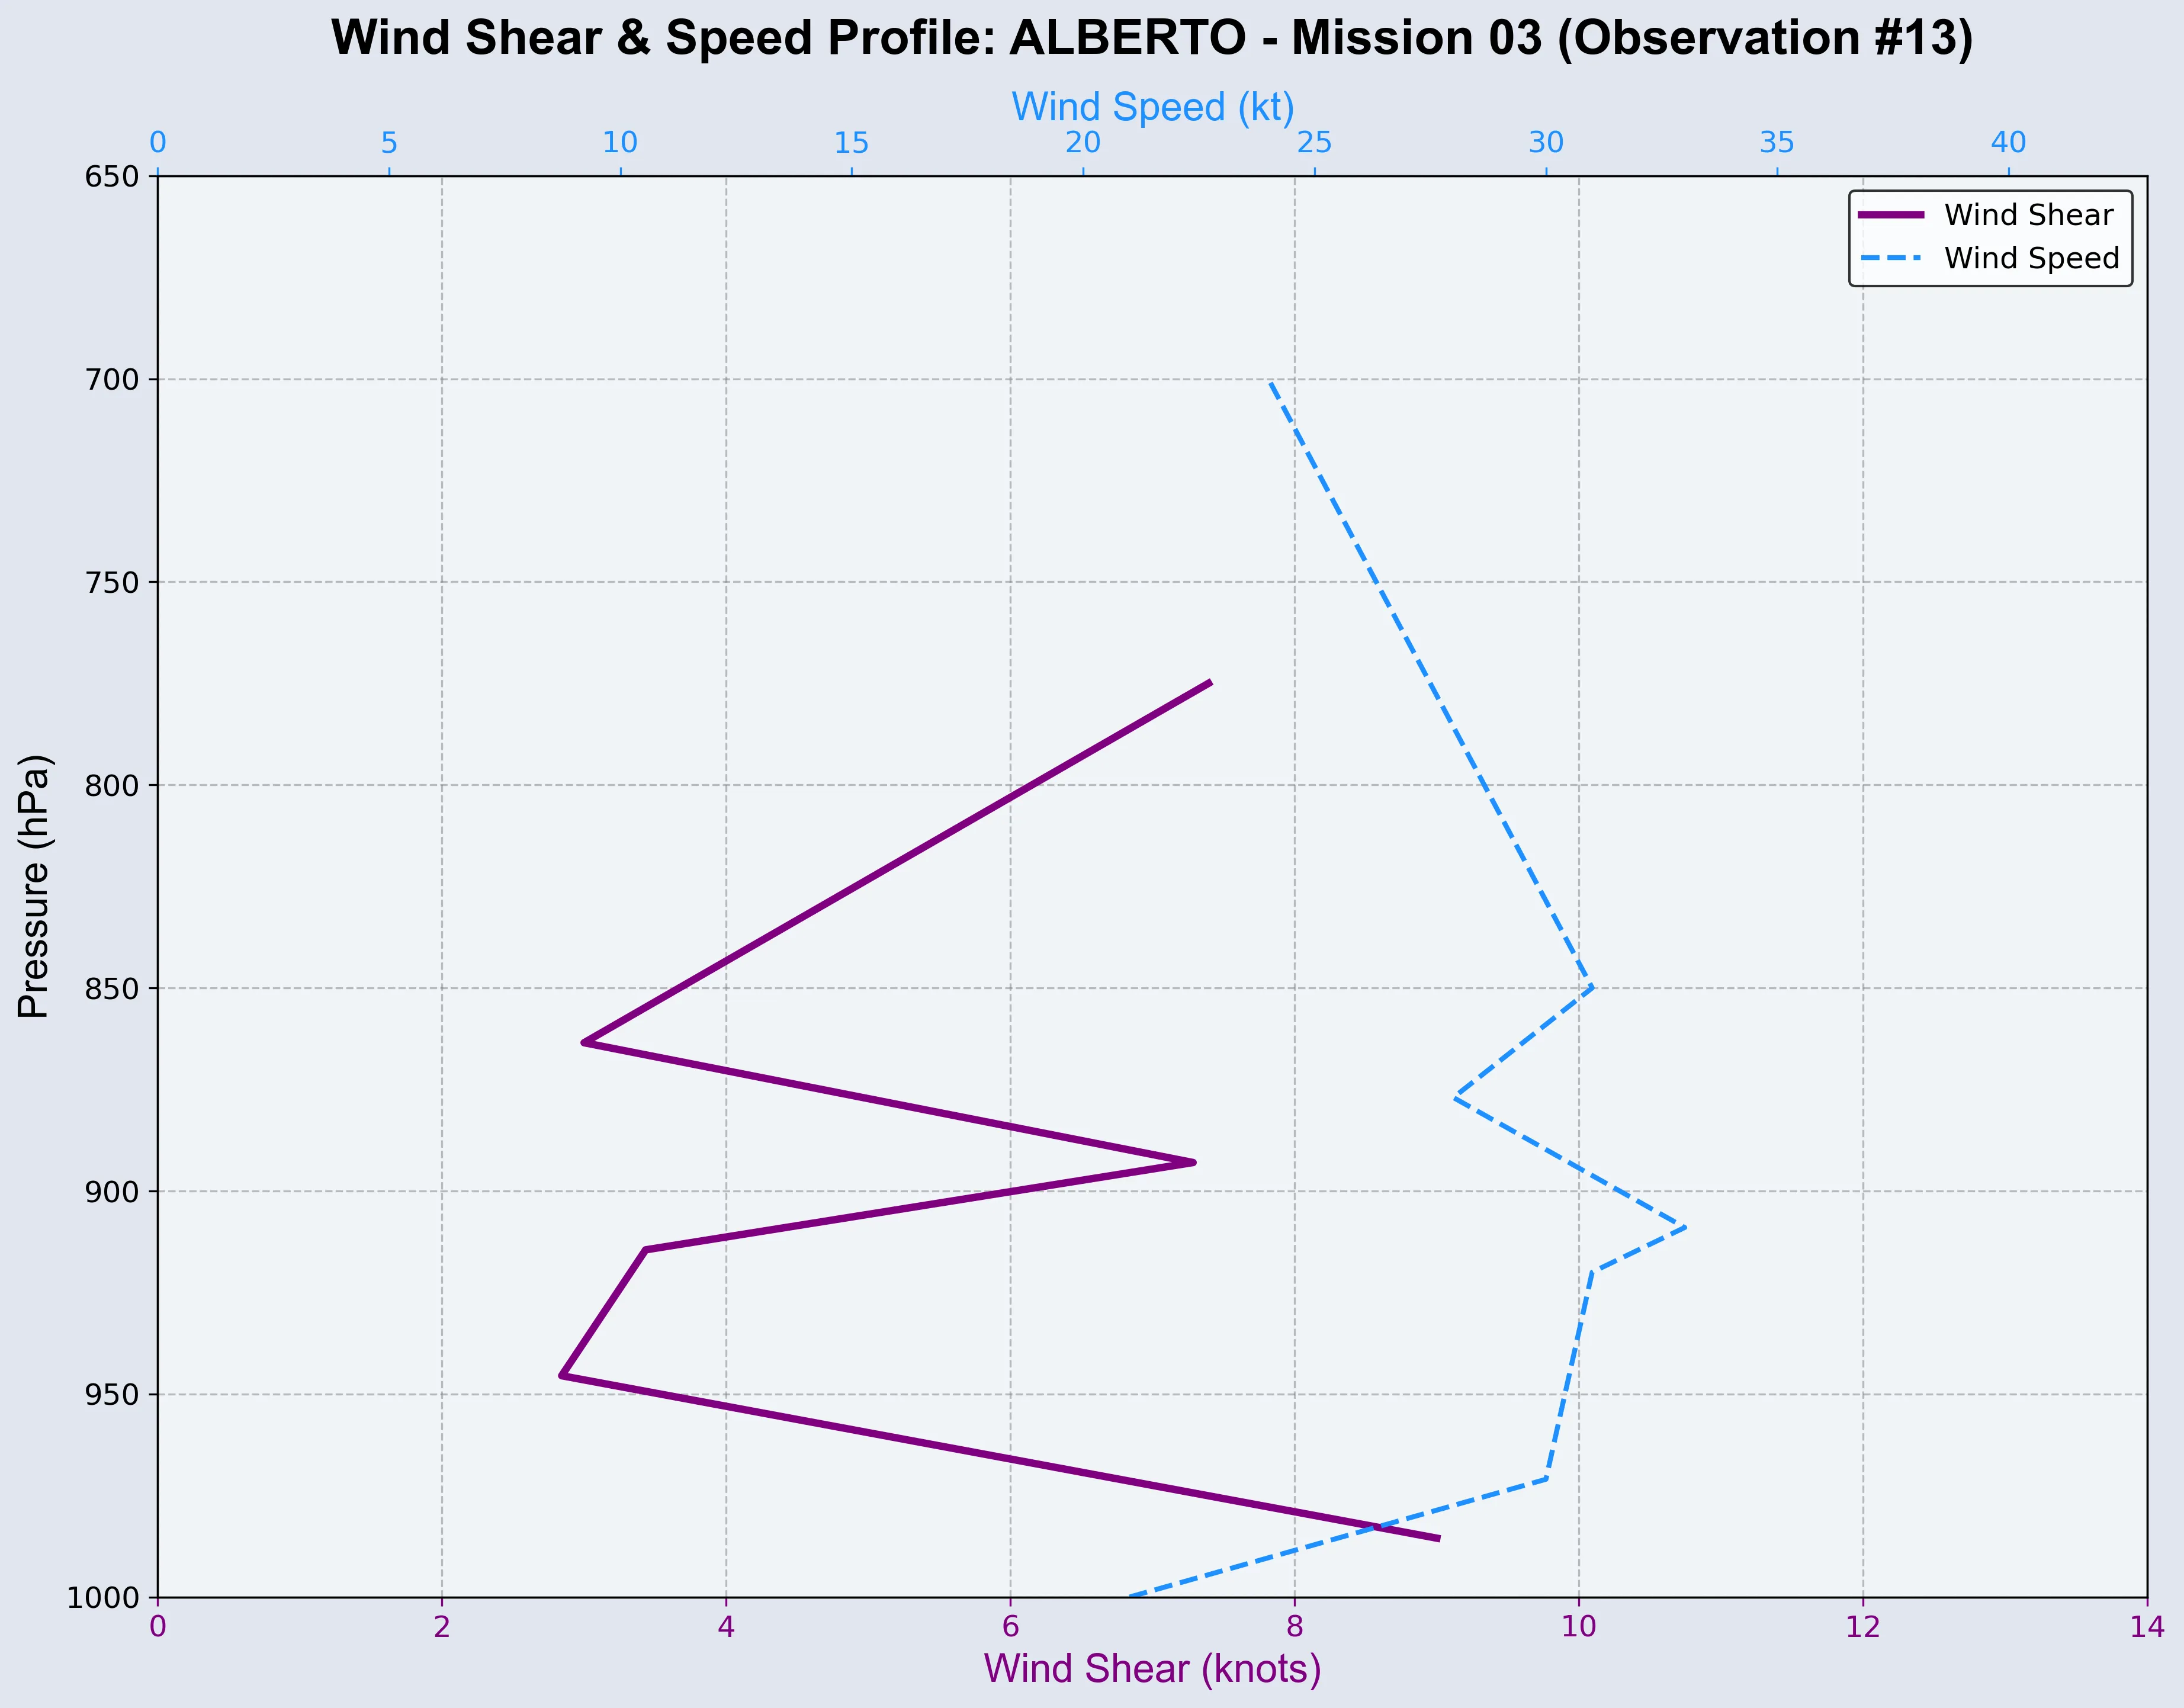 Wind Shear & Speed Profile: ALBERTO - Mission 03 (Observation #13)
Wind Speed (kt)
0 5 10 15 20 25 30 35 40
Wind Shear
Wind Speed
650
700
750
800
850
900
950
1000
Pressure (hPa)
0 2 4 6 8 10 12 14
Wind Shear (knots)